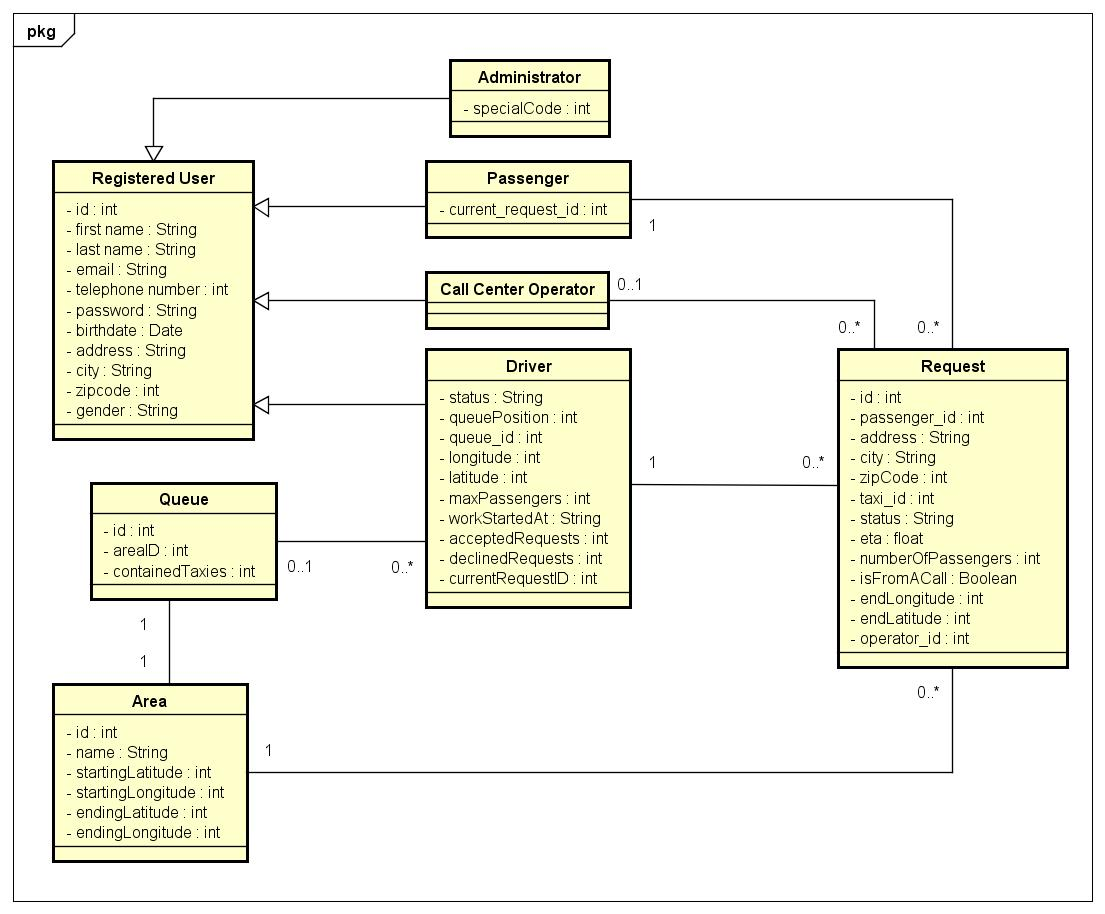 pkg
Administrator
- specialCode : int
Registered User
- id : int
- first name : String
- last name : String
- email : String
- telephone number : int
- password : String
- birthdate : Date
- address : String
- city : String
- zipcode : int
- gender : String
Passenger
- current_request_id : int
1
0..*
Call Center Operator
0..1
0..*
Driver
- status : String
- queuePosition : int
- queue_id : int
- longitude : int
- latitude : int
- maxPassengers : int
- workStartedAt : String
- acceptedRequests : int
- declinedRequests : int
- currentRequestID : int
1
0..*
Request
- id : int
- passenger_id : int
- address : String
- city : String
- zipCode : int
- taxi_id : int
- status : String
- eta : float
- numberOfPassengers : int
- isFromACall : Boolean
- endLongitude : int
- endLatitude : int
- operator_id : int
Queue
- id : int
- areaID : int
- containedTaxies : int
0..1
0..*
1
1
Area
- id : int
- name : String
- startingLatitude : int
- startingLongitude : int
- endingLatitude : int
- endingLongitude : int
1
0..*